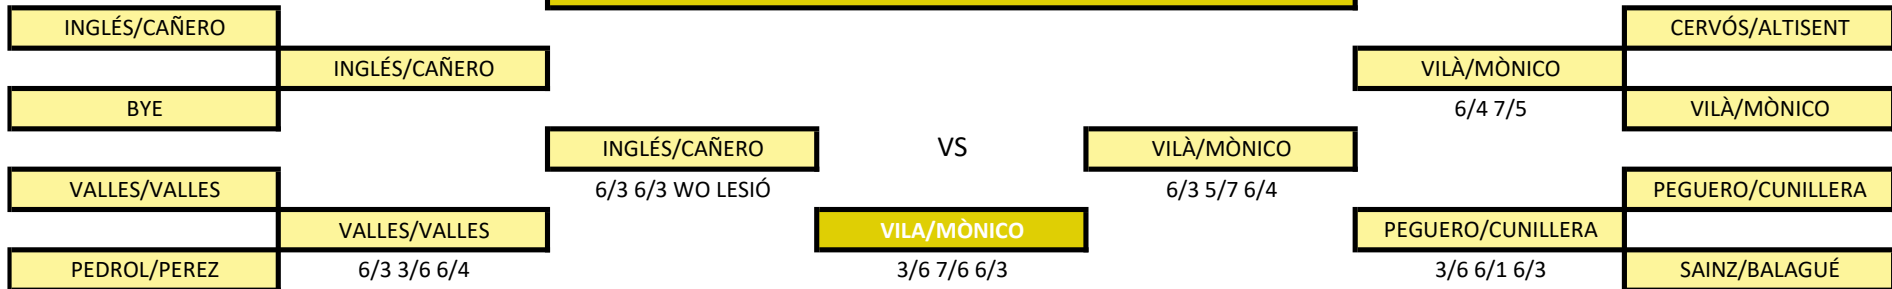 INGLÉS/CAÑERO CERVÓS/ALTISENT
INGLÉS/CAÑERO VILÀ/MÒNICO
BYE 6/4 7/5 VILÀ/MÒNICO
INGLÉS/CAÑERO VS VILÀ/MÒNICO
VALLES/VALLES 6/3 6/3 WO LESIÓ 6/3 5/7 6/4 PEGUERO/CUNILLERA
VALLES/VALLES VILA/MÒNICO PEGUERO/CUNILLERA
PEDROL/PEREZ 6/3 3/6 6/4 3/6 7/6 6/3 3/6 6/1 6/3 SAINZ/BALAGUÉ